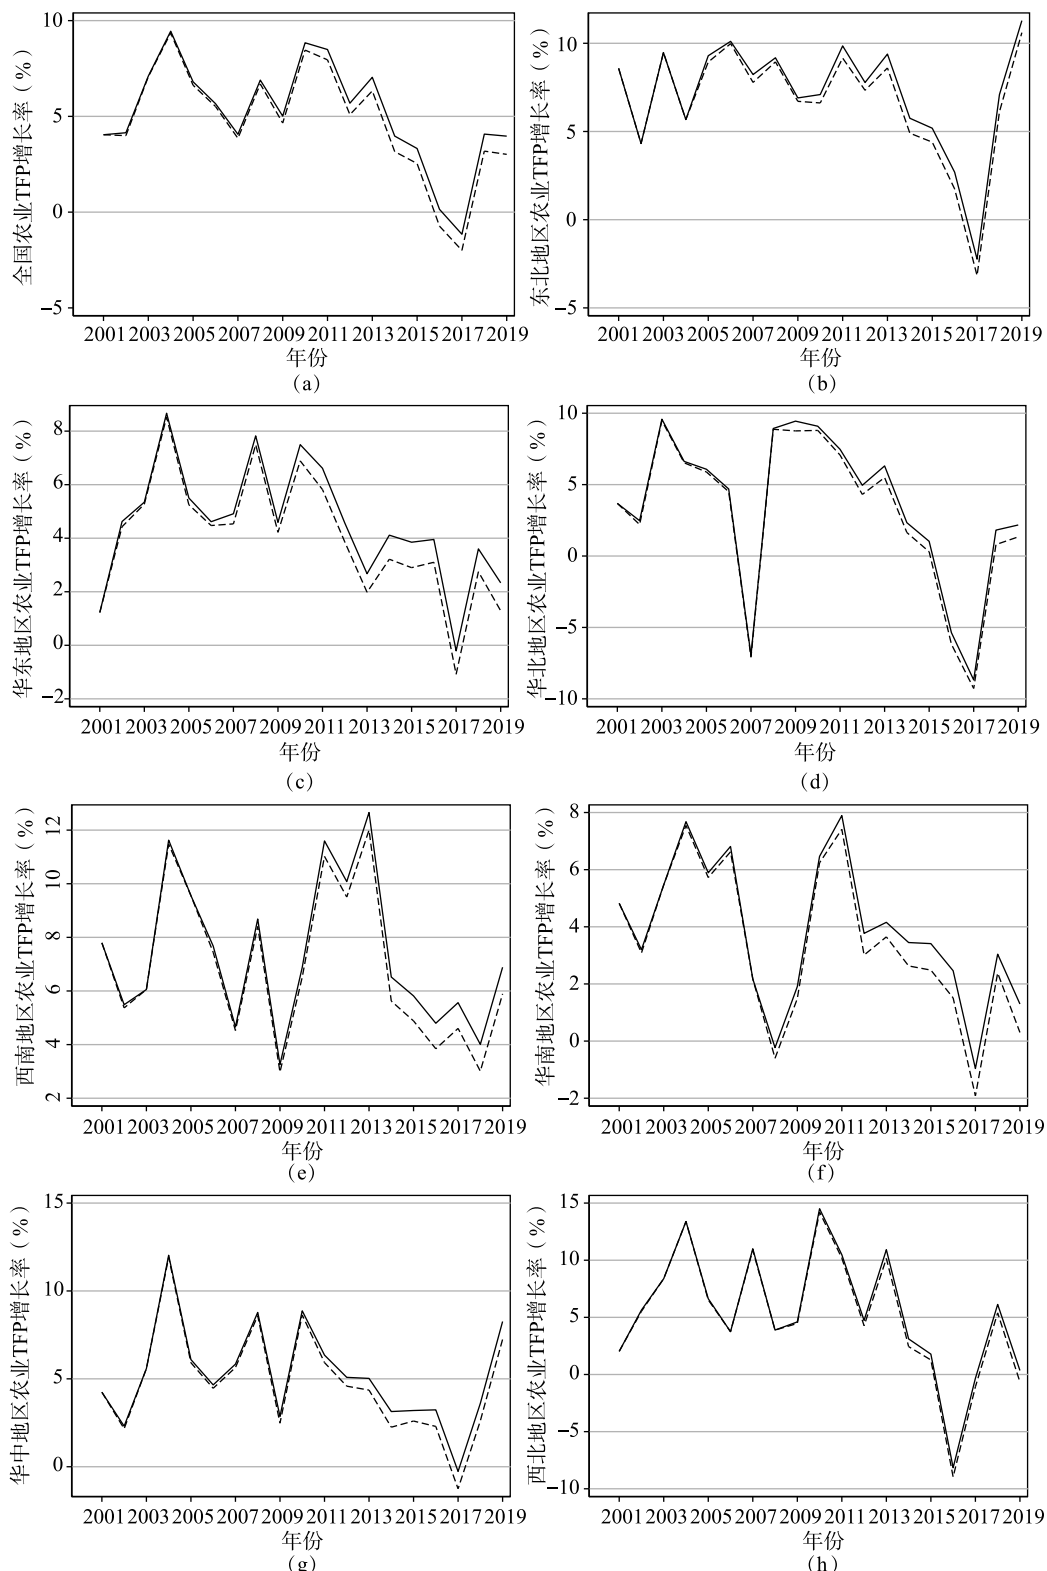 全国农业TFP增长率（%）
10
5
0
−5
2001 2003 2005 2007 2009 2011 2013 2015 2017 2019
年份
（a）
东北地区农业TFP增长率（%）
10
5
0
−5
2001 2003 2005 2007 2009 2011 2013 2015 2017 2019
年份
（b）
华东地区农业TFP增长率（%）
8
6
4
2
0
−2
2001 2003 2005 2007 2009 2011 2013 2015 2017 2019
年份
（c）
华北地区农业TFP增长率（%）
10
5
0
−5
−10
2001 2003 2005 2007 2009 2011 2013 2015 2017 2019
年份
（d）
西南地区农业TFP增长率（%）
12
10
8
6
4
2
2001 2003 2005 2007 2009 2011 2013 2015 2017 2019
年份
（e）
华南地区农业TFP增长率（%）
8
6
4
2
0
−2
2001 2003 2005 2007 2009 2011 2013 2015 2017 2019
年份
（f）
华中地区农业TFP增长率（%）
15
10
5
0
2001 2003 2005 2007 2009 2011 2013 2015 2017 2019
年份
（g）
西北地区农业TFP增长率（%）
15
10
5
0
−5
−10
2001 2003 2005 2007 2009 2011 2013 2015 2017 2019
年份
（h）